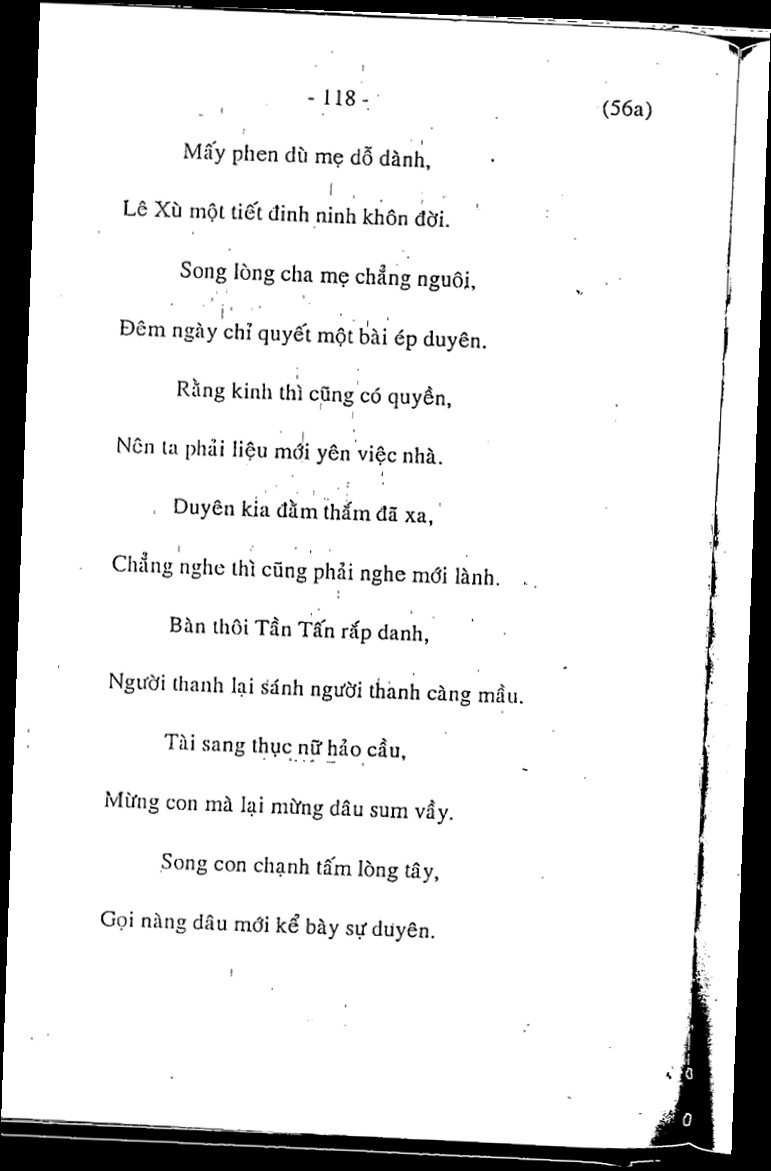 - 118 -
(56a)
Mấy phen dù mẹ dỗ dành,
Lê Xù một tiết đinh ninh khôn đời.
Song lòng cha mẹ chẳng nguôi,
Đêm ngày chỉ quyết một bài ép duyên.
Rằng kinh thì cũng có quyền,
Nên ta phải liệu mới yên việc nhà.
Duyên kia đằm thắm đã xa,
Chẳng nghe thì cũng phải nghe mới lành.
Bàn thôi Tần Tấn rắp danh,
Người thanh lại sánh người thanh càng mầu.
Tài sang thục nữ hảo cầu,
Mừng con mà lại mừng dâu sum vầy.
Song con chạnh tấm lòng tây,
Gọi nàng dâu mới kể bày sự duyên.